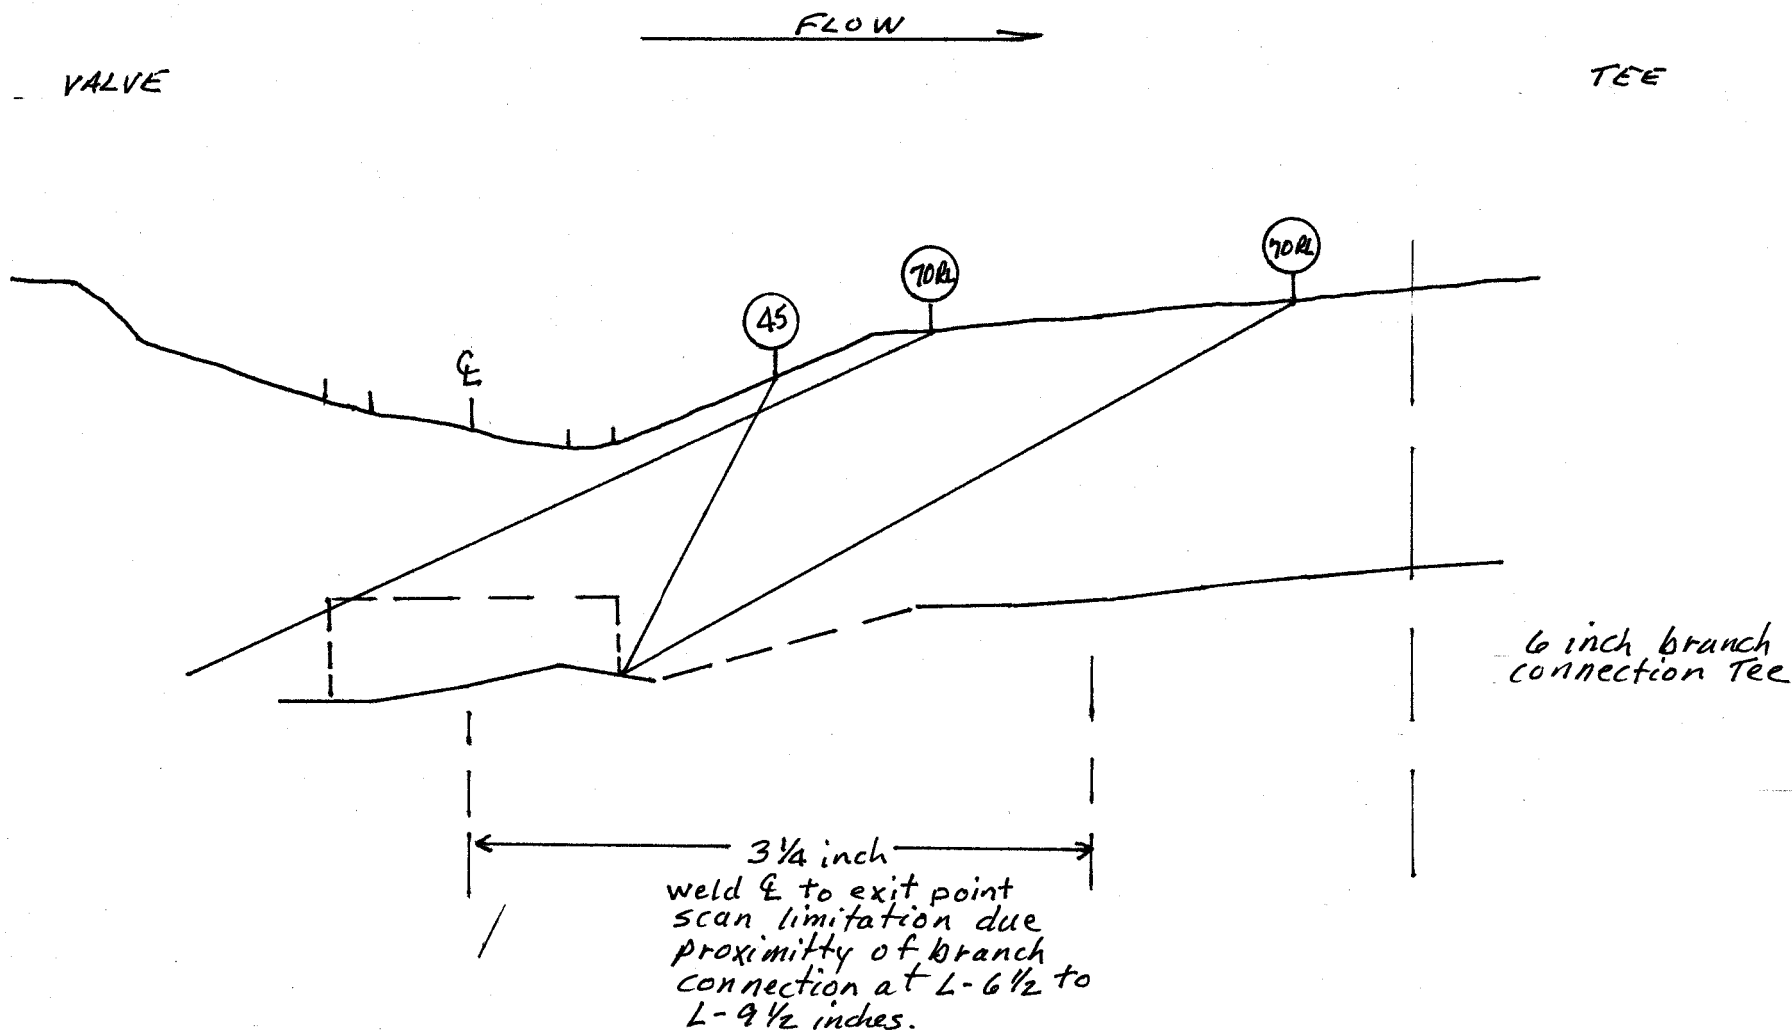 FLOW
VALVE
TEE
70RL
70RL
45
℄
6 inch branch
connection Tee
3 1/4 inch
weld ℄ to exit point
scan limitation due
proximitty of branch
connection at L-6 1/2 to
L-9 1/2 inches.